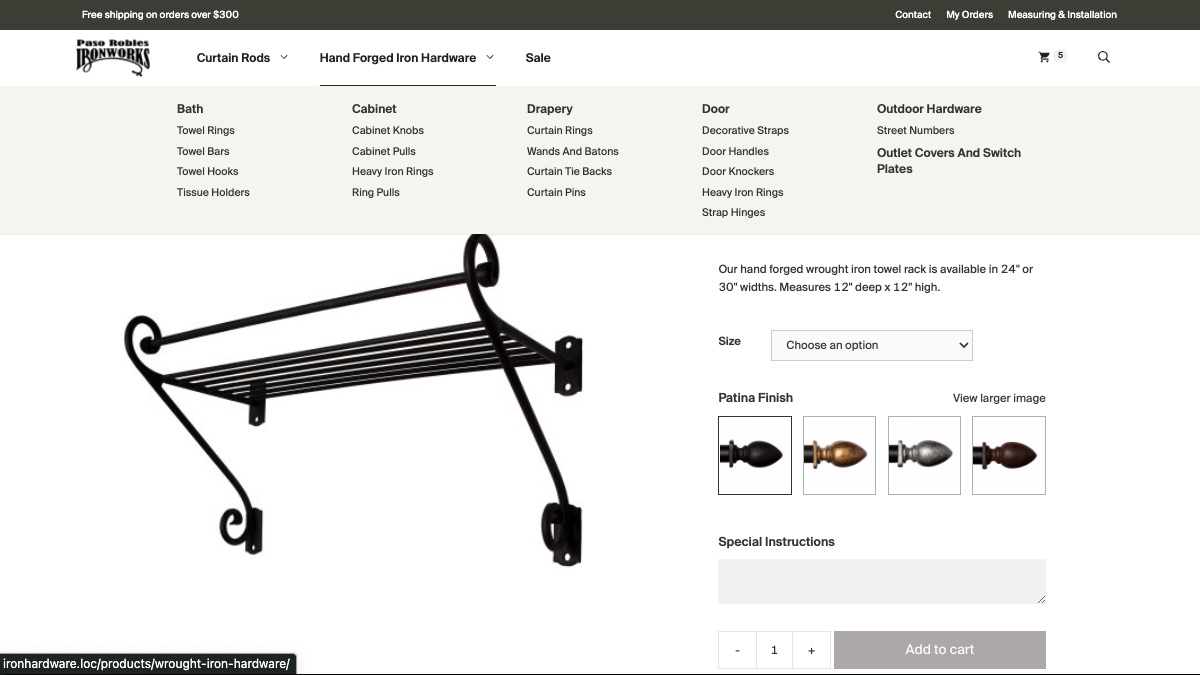 Free shipping on orders over $300
Contact My Orders Measuring & Installation
Paso Robles
IRONWORKS
Curtain Rods
Hand Forged Iron Hardware
Sale
5
Bath
Towel Rings
Towel Bars
Towel Hooks
Tissue Holders
Cabinet
Cabinet Knobs
Cabinet Pulls
Heavy Iron Rings
Ring Pulls
Drapery
Curtain Rings
Wands And Batons
Curtain Tie Backs
Curtain Pins
Door
Decorative Straps
Door Handles
Door Knockers
Heavy Iron Rings
Strap Hinges
Outdoor Hardware
Street Numbers
Outlet Covers And Switch
Plates
Our hand forged wrought iron towel rack is available in 24" or
30" widths. Measures 12" deep x 12" high.
Size
Choose an option
Patina Finish
View larger image
Special Instructions
- 1 +
Add to cart
ironhardware.loc/products/wrought-iron-hardware/